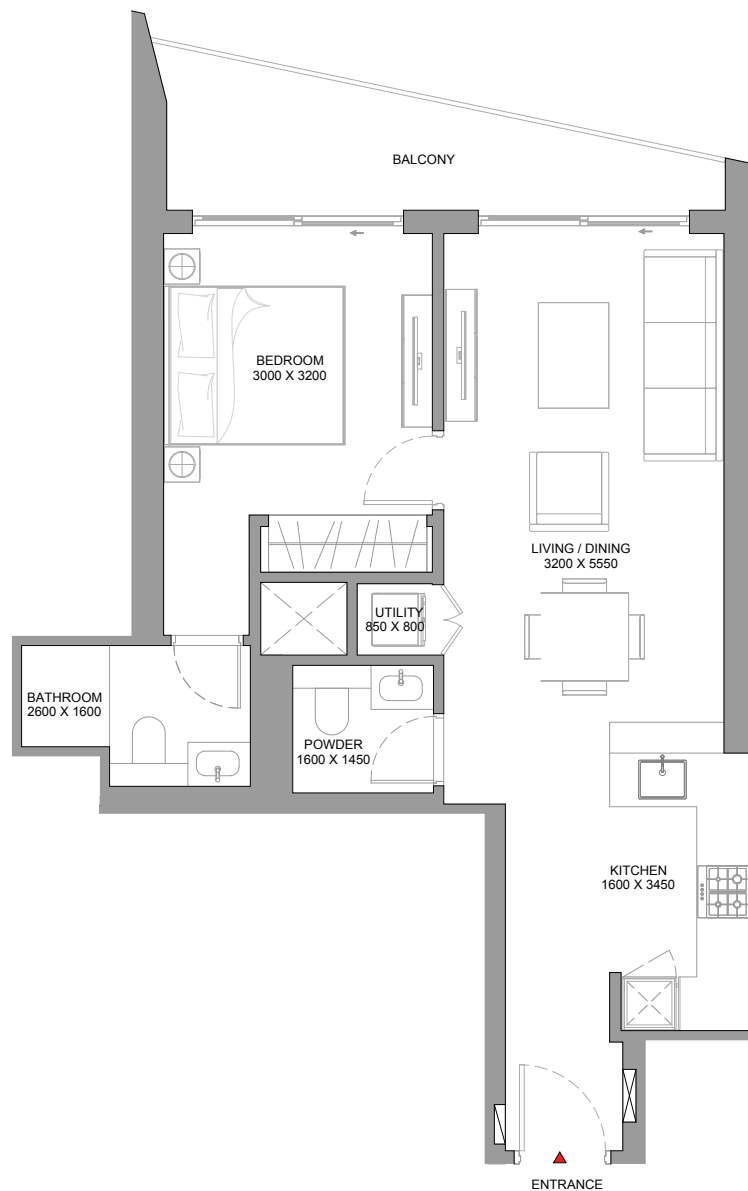 BALCONY
BEDROOM
3000 X 3200
LIVING / DINING
3200 X 5550
UTILITY
850 X 800
BATHROOM
2600 X 1600
POWDER
1600 X 1450
KITCHEN
1600 X 3450
ENTRANCE